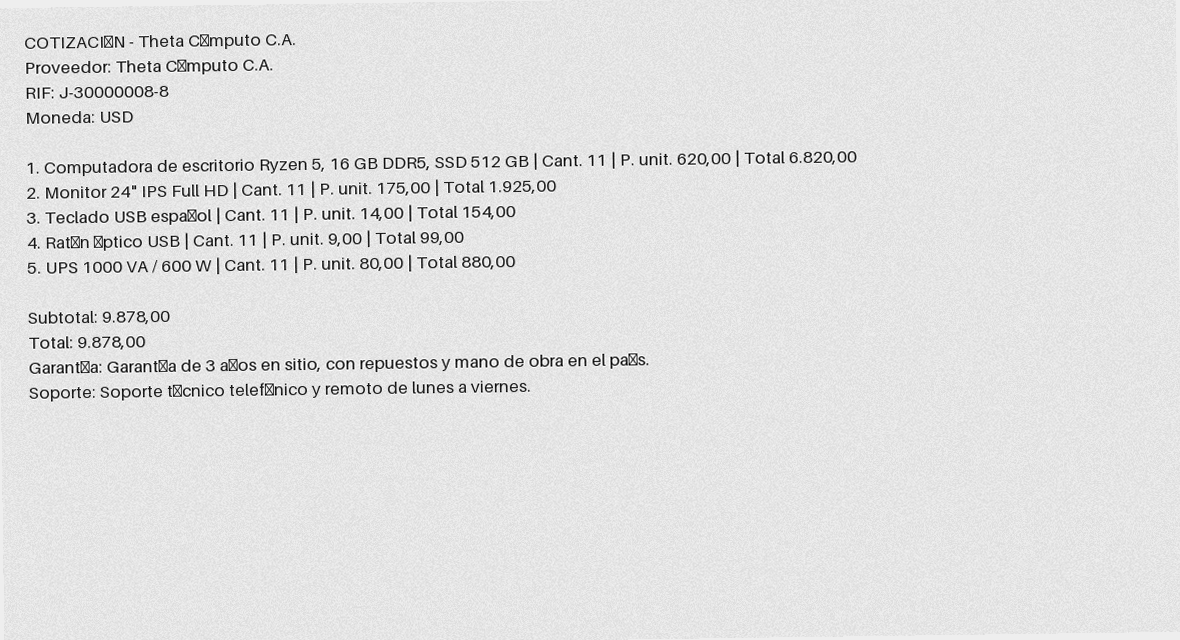 COTIZACI□N - Theta C□mputo C.A.
Proveedor: Theta C□mputo C.A.
RIF: J-30000008-8
Moneda: USD
1. Computadora de escritorio Ryzen 5, 16 GB DDR5, SSD 512 GB | Cant. 11 | P. unit. 620,00 | Total 6.820,00
2. Monitor 24" IPS Full HD | Cant. 11 | P. unit. 175,00 | Total 1.925,00
3. Teclado USB espa□ol | Cant. 11 | P. unit. 14,00 | Total 154,00
4. Rat□n □ptico USB | Cant. 11 | P. unit. 9,00 | Total 99,00
5. UPS 1000 VA / 600 W | Cant. 11 | P. unit. 80,00 | Total 880,00
Subtotal: 9.878,00
Total: 9.878,00
Garant□a: Garant□a de 3 a□os en sitio, con repuestos y mano de obra en el pa□s.
Soporte: Soporte t□cnico telef□nico y remoto de lunes a viernes.